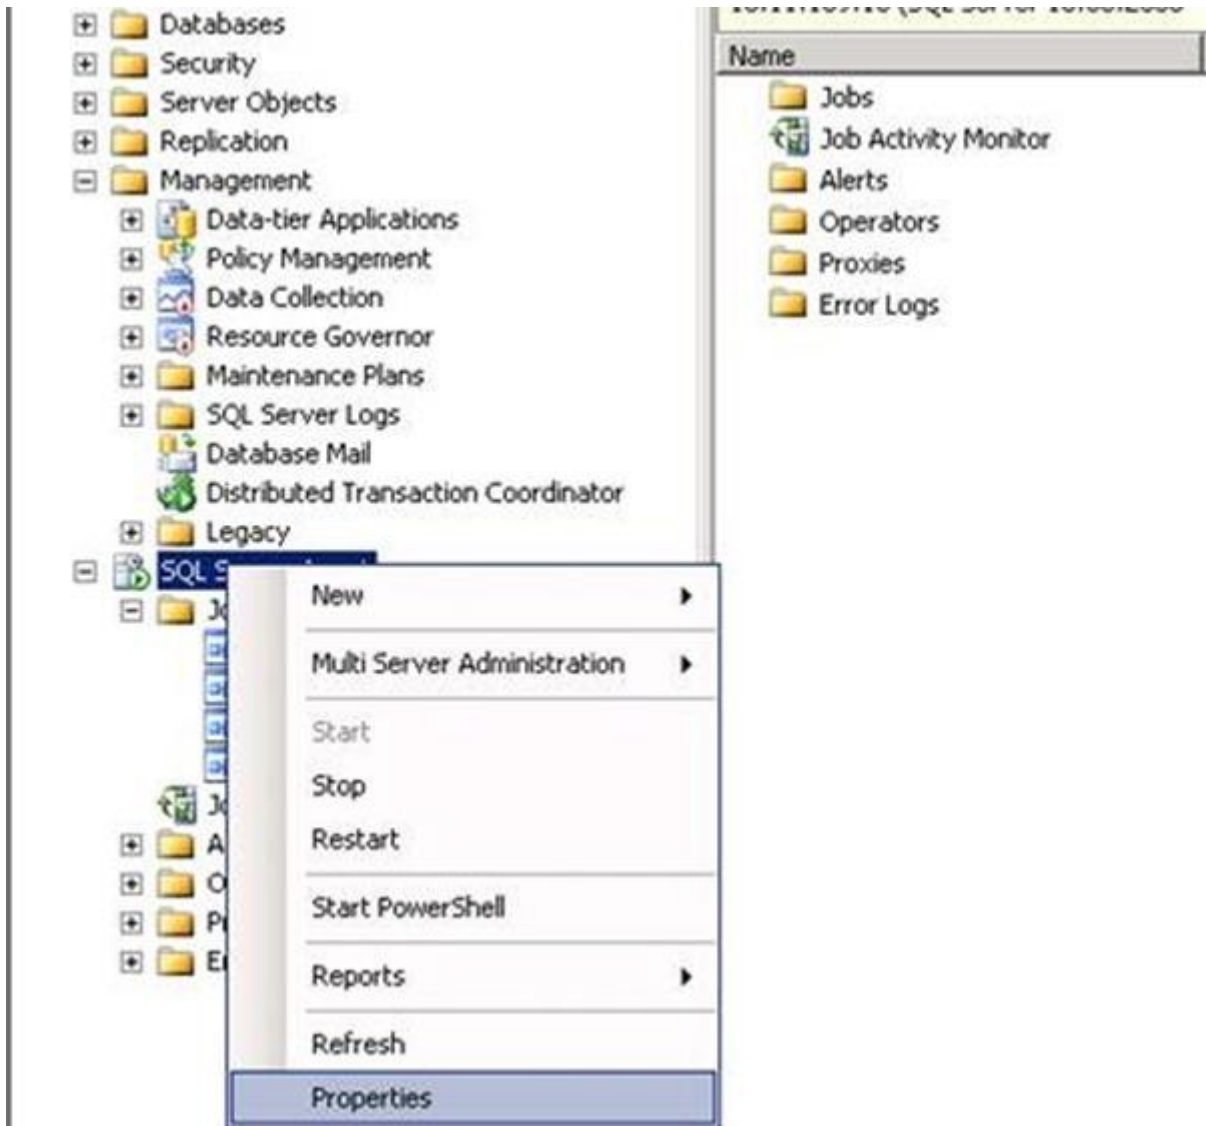 Databases
Security
Server Objects
Replication
Management
Data-tier Applications
Policy Management
Data Collection
Resource Governor
Maintenance Plans
SQL Server Logs
Database Mail
Distributed Transaction Coordinator
Legacy
SQL
New
Multi Server Administration
Start
Stop
Restart
Start PowerShell
Reports
Refresh
Properties
Name
Jobs
Job Activity Monitor
Alerts
Operators
Proxies
Error Logs